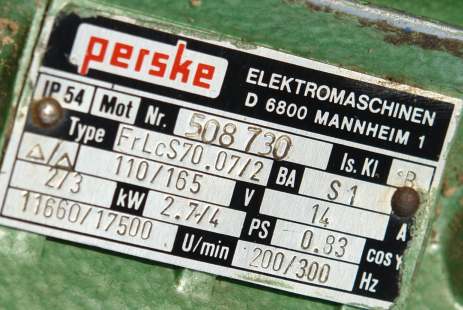 perske
ELEKTROMASCHINEN
D 6800 MANNHEIM 1
IP 54 Mot Nr. 508 730 Is. Kl.
Type FrLcS70.07/2 BA S 1
△/△ 110/165 V 14 A
2/3 kW 2.7/4 PS 0.83 cos
11660/17500 U/min 200/300 Hz